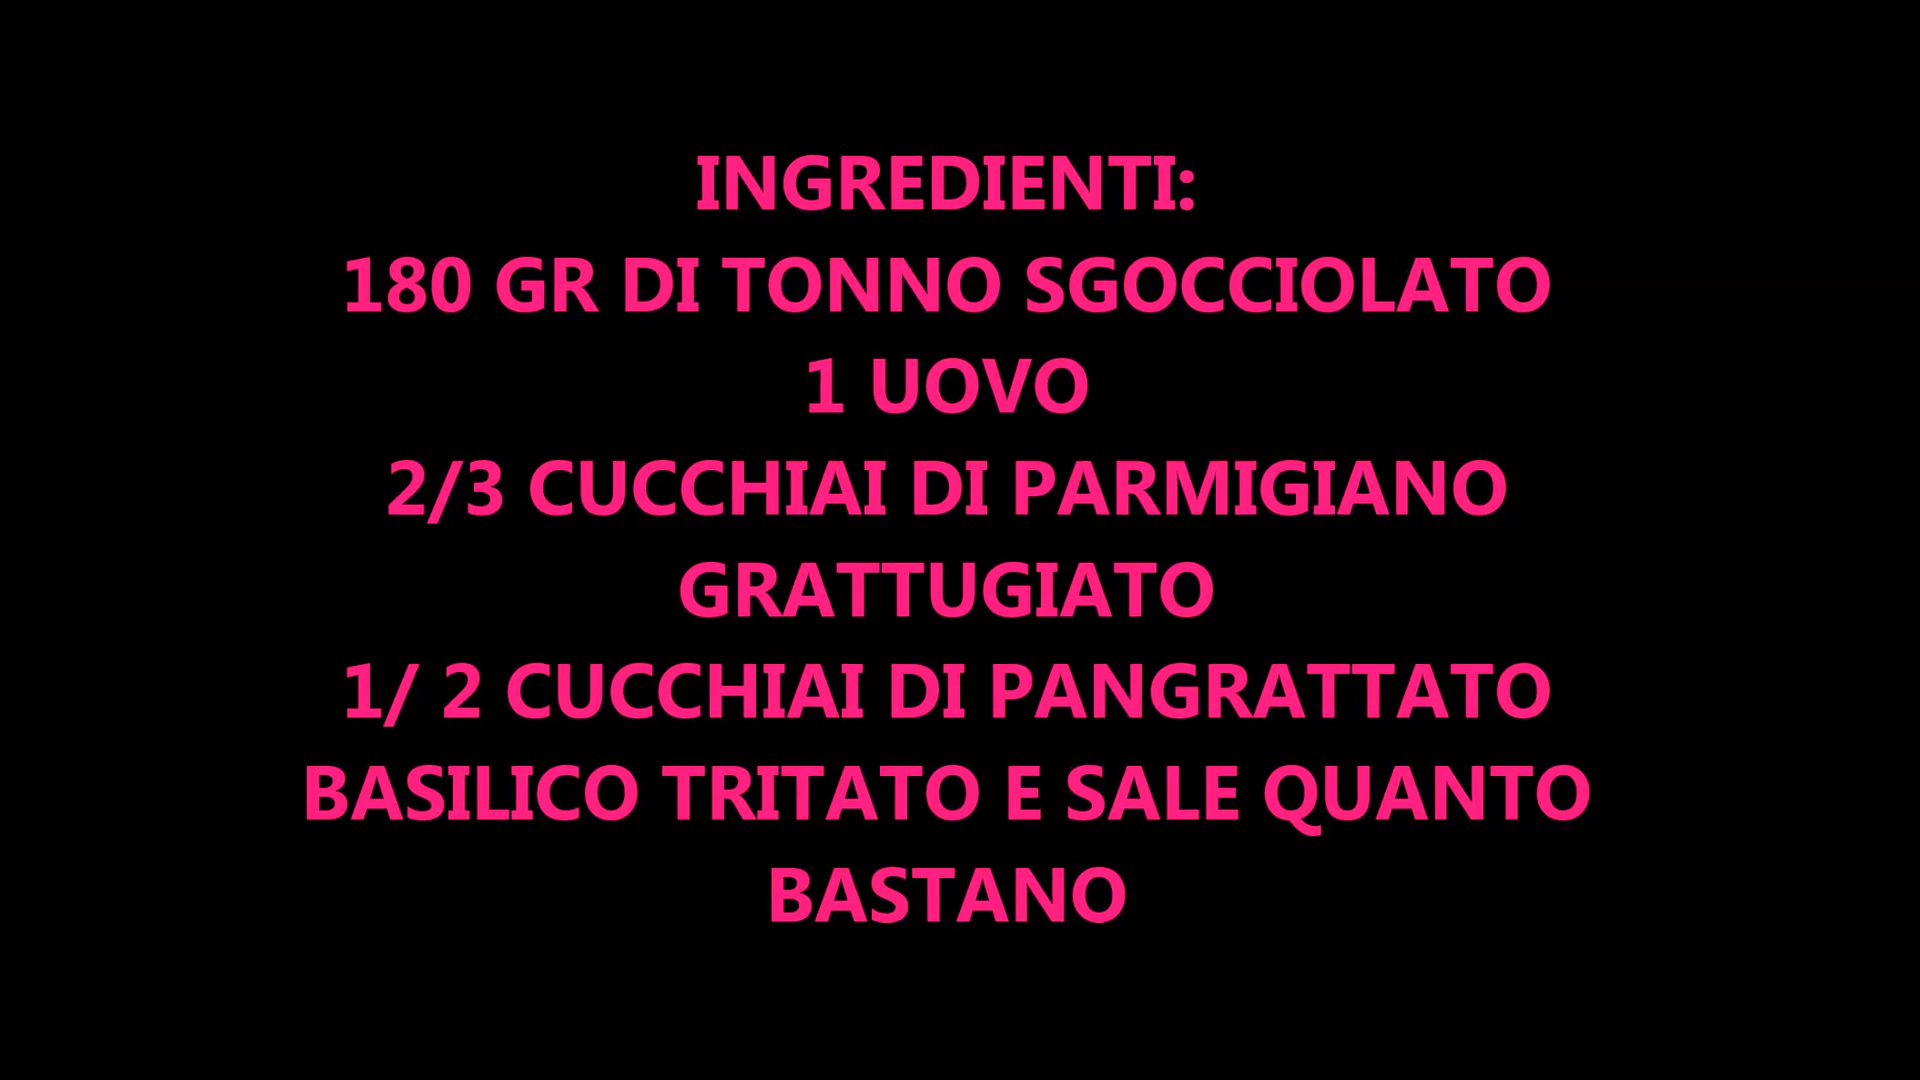 INGREDIENTI:
180 GR DI TONNO SGOCCIOLATO
1 UOVO
2/3 CUCCHIAI DI PARMIGIANO
GRATTUGIATO
1/ 2 CUCCHIAI DI PANGRATTATO
BASILICO TRITATO E SALE QUANTO
BASTANO